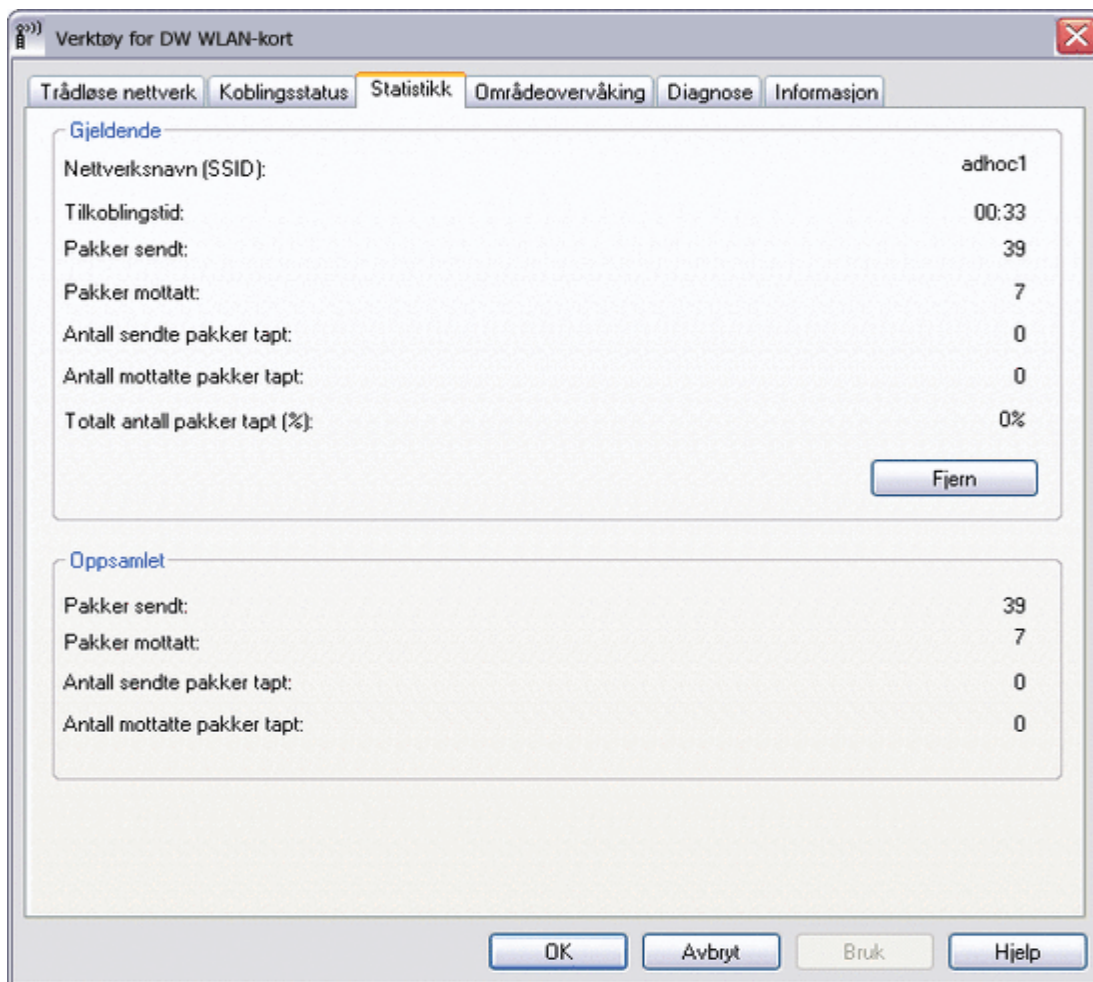 Verktøy for DW WLAN-kort
Trådløse nettverk Koblingsstatus Statistikk Områdeovervåking Diagnose Informasjon
Gjeldende
Nettverksnavn (SSID): adhoc1
Tilkoblingstid: 00:33
Pakker sendt: 39
Pakker mottatt: 7
Antall sendte pakker tapt: 0
Antall mottatte pakker tapt: 0
Totalt antall pakker tapt (%): 0%
Fjern
Oppsamlet
Pakker sendt: 39
Pakker mottatt: 7
Antall sendte pakker tapt: 0
Antall mottatte pakker tapt: 0
OK Avbryt Bruk Hjelp